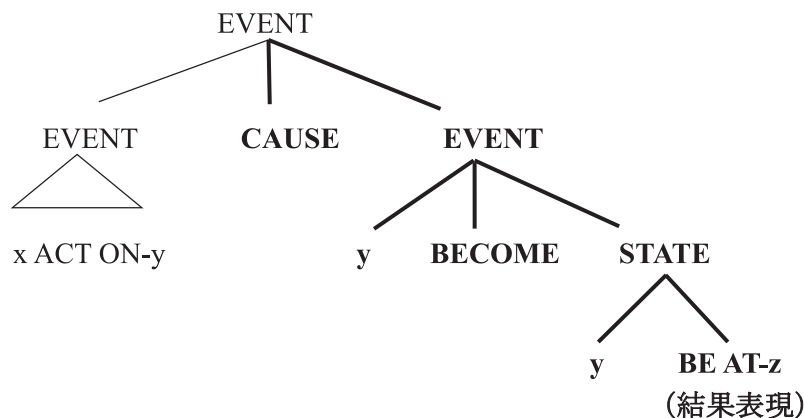 EVENT
EVENT CAUSE EVENT
x ACT ON-y y BECOME STATE
y BE AT-z
(結果表現)